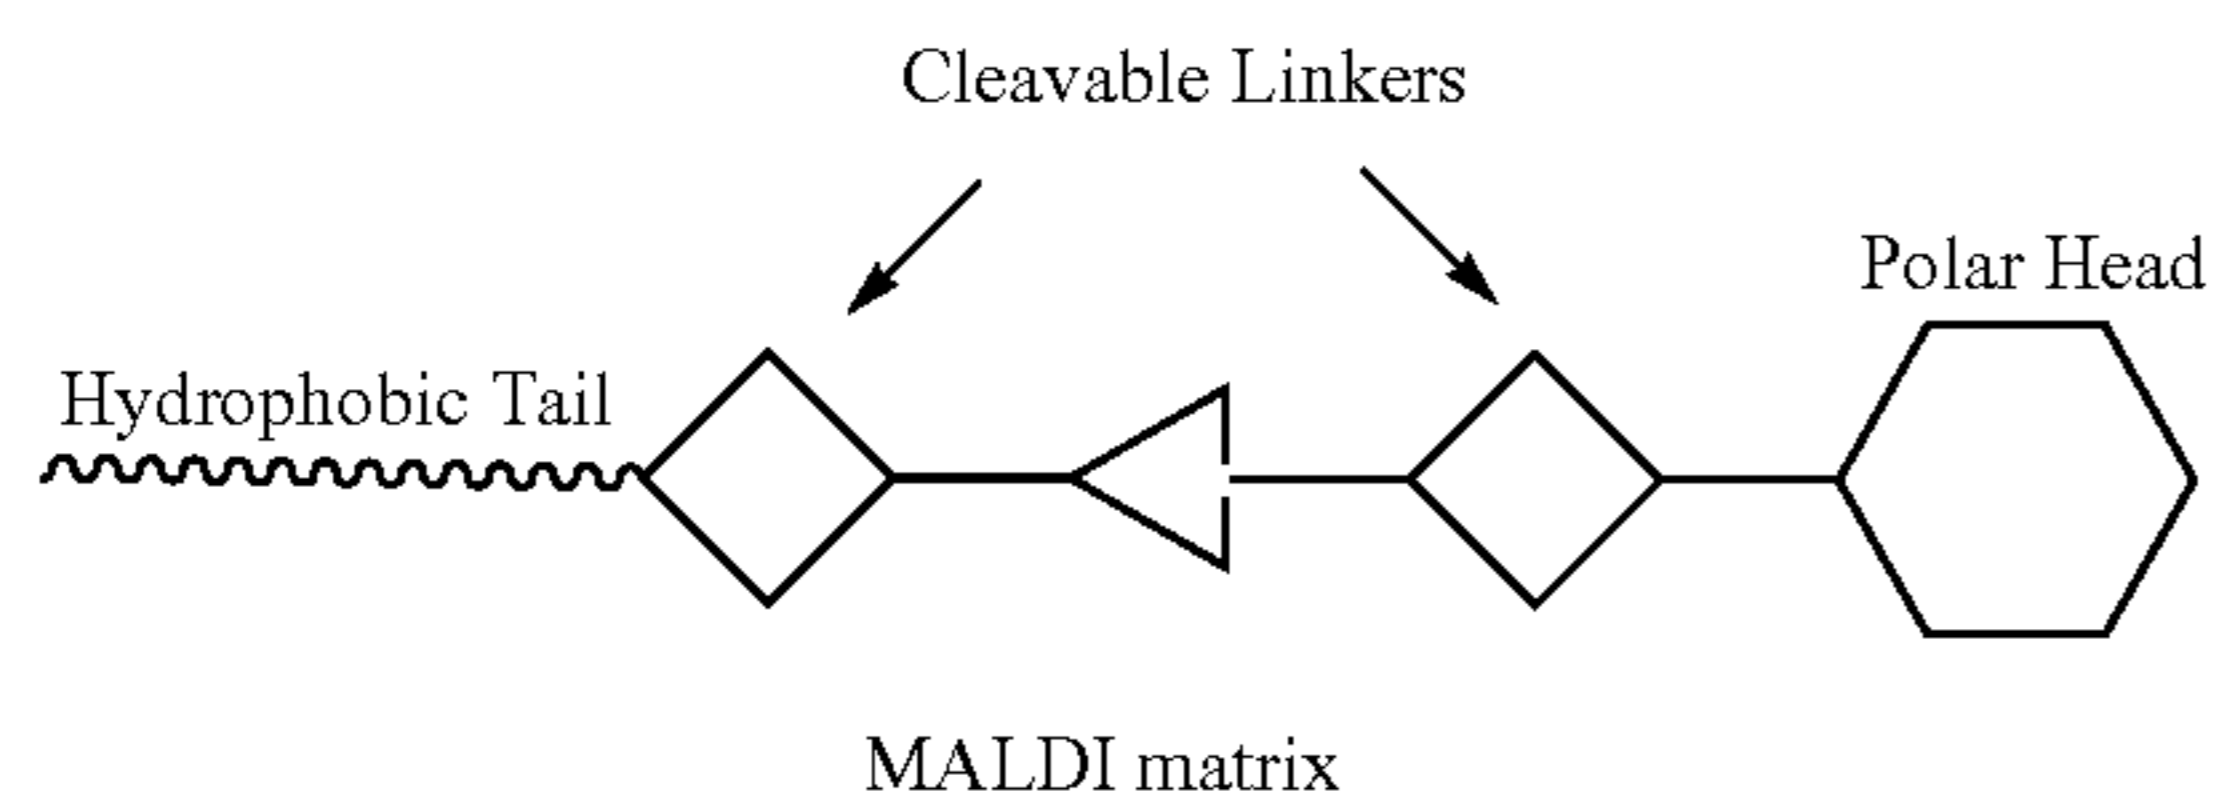 Cleavable Linkers
Polar Head
Hydrophobic Tail
MALDI matrix